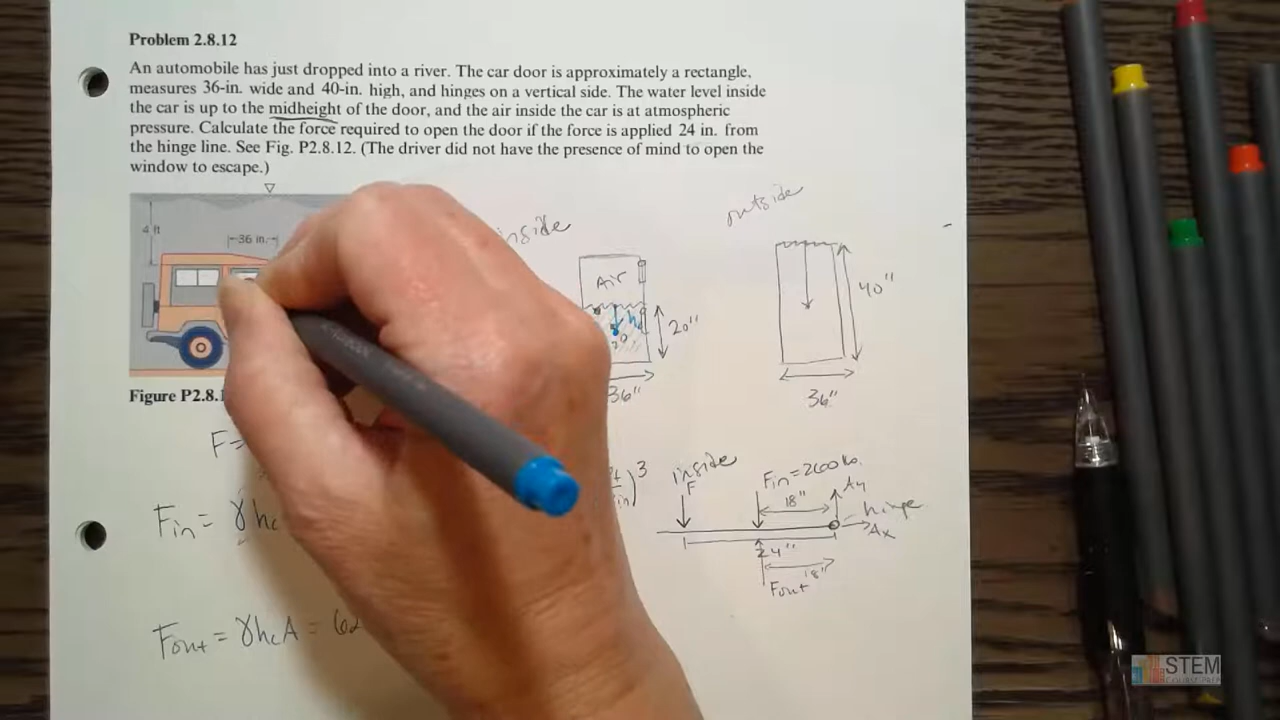 Problem 2.8.12
An automobile has just dropped into a river. The car door is approximately a rectangle,
measures 36-in. wide and 40-in. high, and hinges on a vertical side. The water level inside
the car is up to the midheight of the door, and the air inside the car is at atmospheric
pressure. Calculate the force required to open the door if the force is applied 24 in. from
the hinge line. See Fig. P2.8.12. (The driver did not have the presence of mind to open the
window to escape.)
4 ft
36 in.
inside
Air
20"
36"
outside
40"
36"
Figure P2.8.1
F=
Fin = γhc
3
inside
F
Fin = 260 lb.
18"
Ay
hinge
Ax
24"
18"
Fout
Fout = γhcA = 62
STEM
COURSE PREP